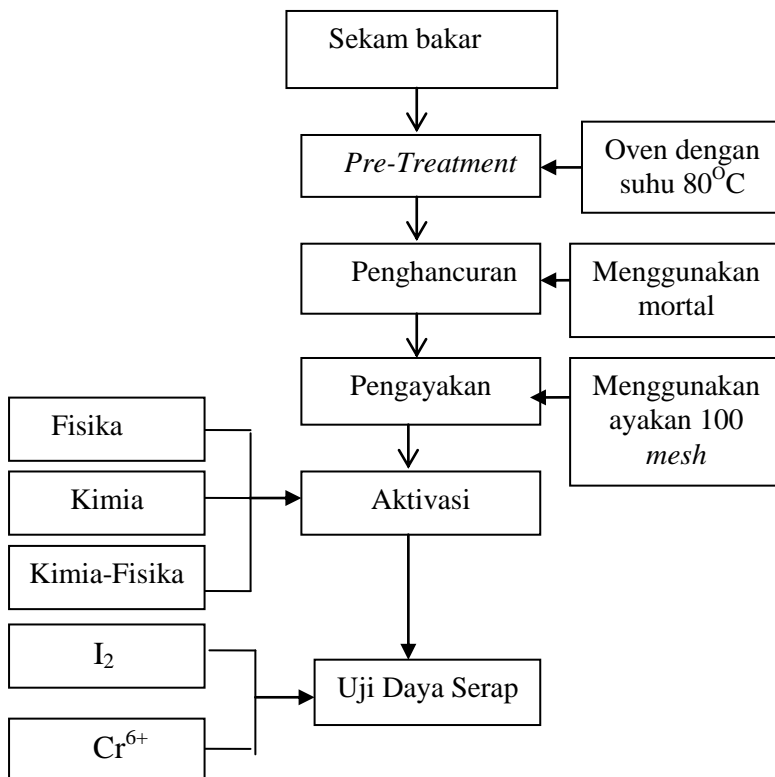 Sekam bakar
Pre-Treatment
Oven dengan
suhu 80ᴼC
Penghancuran
Menggunakan
mortal
Pengayakan
Menggunakan
ayakan 100
mesh
Fisika
Kimia
Kimia-Fisika
Aktivasi
I₂
Cr⁶⁺
Uji Daya Serap